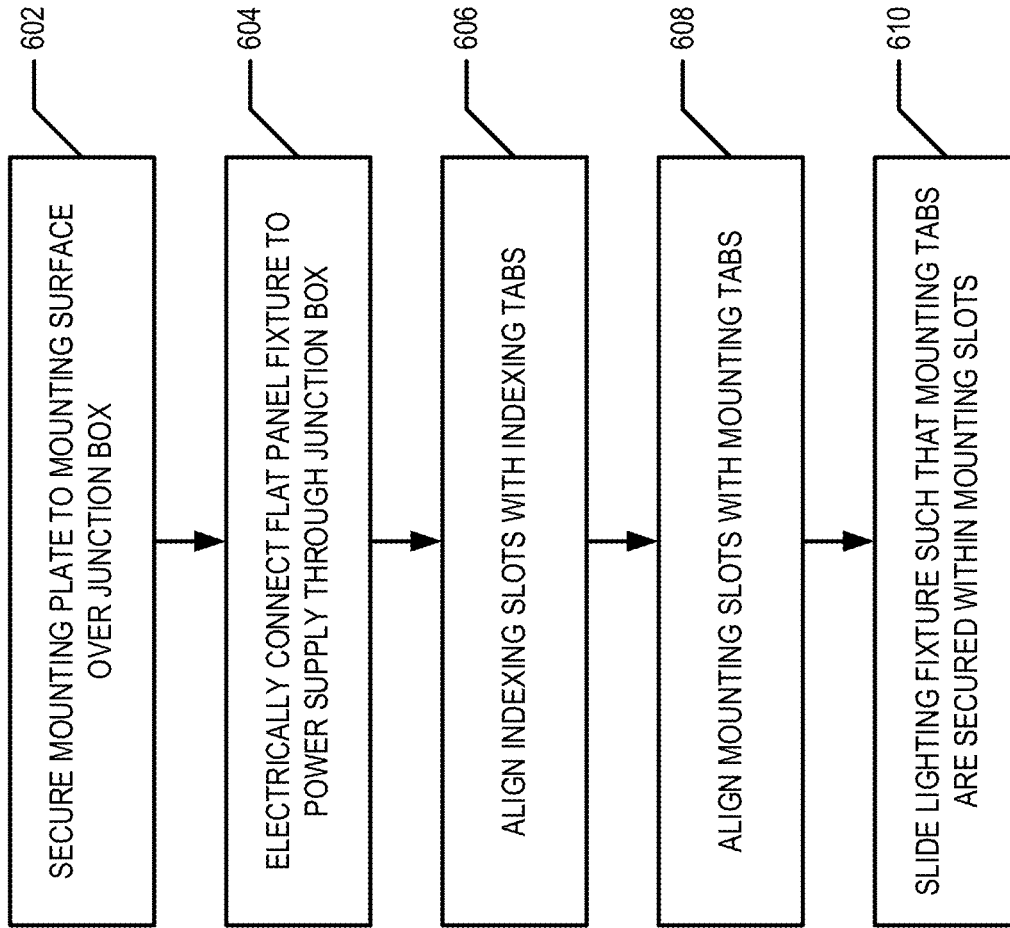 602
SECURE MOUNTING PLATE TO MOUNTING SURFACE
OVER JUNCTION BOX
604
ELECTRICALLY CONNECT FLAT PANEL FIXTURE TO
POWER SUPPLY THROUGH JUNCTION BOX
606
ALIGN INDEXING SLOTS WITH INDEXING TABS
608
ALIGN MOUNTING SLOTS WITH MOUNTING TABS
610
SLIDE LIGHTING FIXTURE SUCH THAT MOUNTING TABS
ARE SECURED WITHIN MOUNTING SLOTS